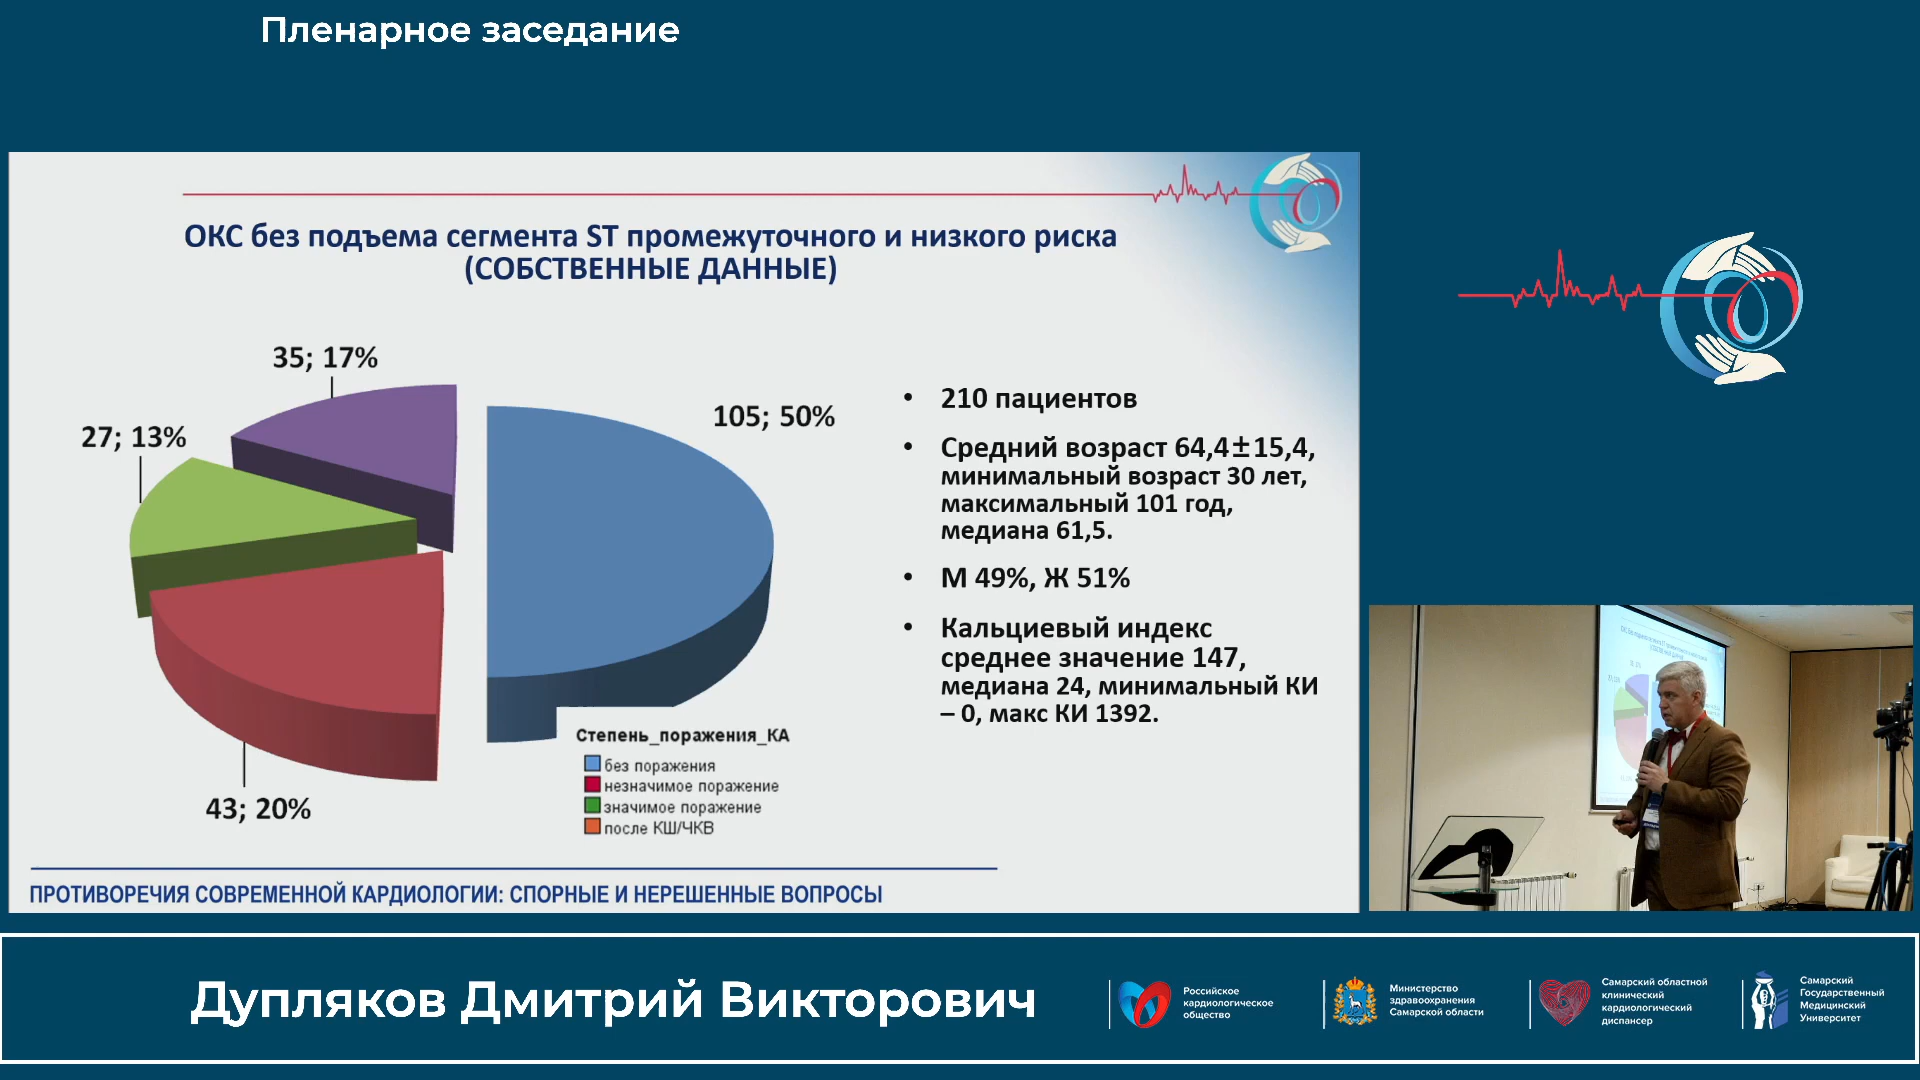 Пленарное заседание
ОКС без подъема сегмента ST промежуточного и низкого риска
(СОБСТВЕННЫЕ ДАННЫЕ)
35; 17%
27; 13%
105; 50%
43; 20%
Степень_поражения_КА
без поражения
незначимое поражение
значимое поражение
после КШ/ЧКВ
• 210 пациентов
• Средний возраст 64,4±15,4,
минимальный возраст 30 лет,
максимальный 101 год,
медиана 61,5.
• М 49%, Ж 51%
• Кальциевый индекс
среднее значение 147,
медиана 24, минимальный КИ
– 0, макс КИ 1392.
ПРОТИВОРЕЧИЯ СОВРЕМЕННОЙ КАРДИОЛОГИИ: СПОРНЫЕ И НЕРЕШЕННЫЕ ВОПРОСЫ
Дупляков Дмитрий Викторович
Российское
кардиологическое
общество
Министерство
здравоохранения
Самарской области
Самарский областной
клинический
кардиологический
диспансер
Самарский
Государственный
Медицинский
Университет